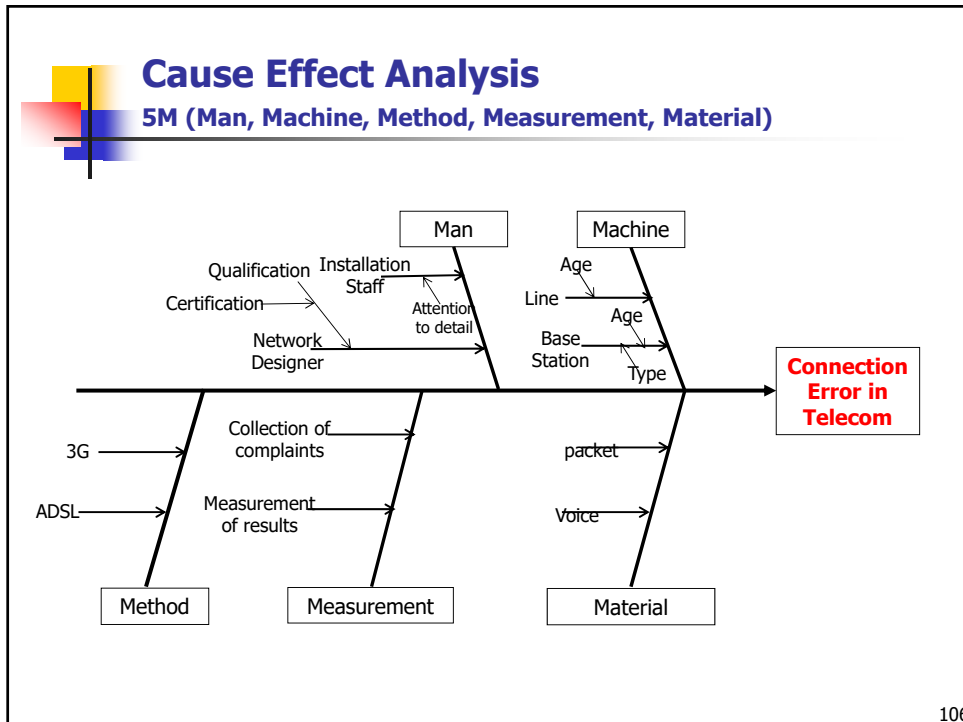 Cause Effect Analysis
5M (Man, Machine, Method, Measurement, Material)
Man
Machine
Qualification
Installation
Staff
Age
Certification
Line
Attention
to detail
Age
Network
Designer
Base
Station
Type
Connection
Error in
Telecom
Collection of
complaints
3G
packet
ADSL
Measurement
of results
Voice
Method
Measurement
Material
106